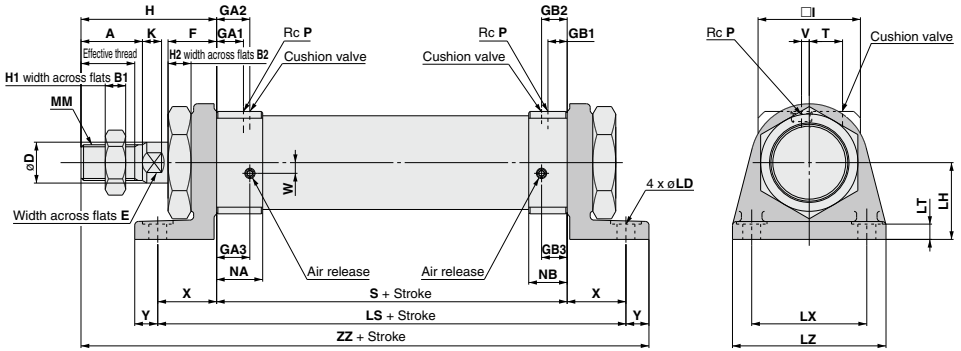 H
GA2
GB2
□I
A
K
F
GA1
GB1
Rc P
Rc P
Rc P
V
T
Cushion valve
Effective thread
H2 width across flats B2
Cushion valve
Cushion valve
H1 width across flats B1
MM
øD
W
4 x øLD
LT
LH
Width across flats E
GA3
GB3
NA
Air release
Air release
NB
X
S + Stroke
X
Y
LS + Stroke
Y
LX
ZZ + Stroke
LZ